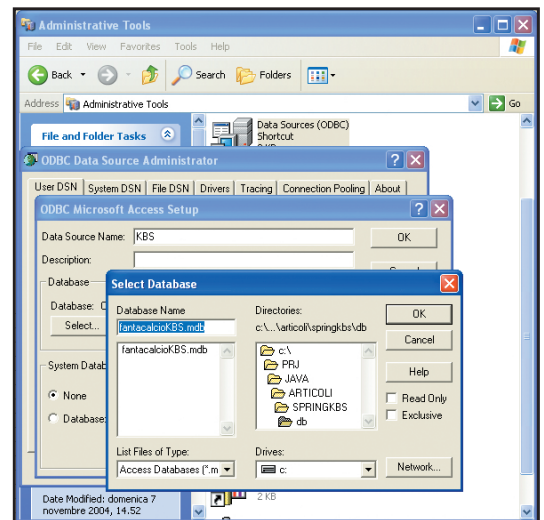 Administrative Tools
File Edit View Favorites Tools Help
Back Search Folders
Address Administrative Tools Go
File and Folder Tasks
Data Sources (ODBC)
Shortcut
ODBC Data Source Administrator
User DSN System DSN File DSN Drivers Tracing Connection Pooling About
ODBC Microsoft Access Setup
Data Source Name: KBS OK
Description:
Database
Database:
Select...
System Datab
None
Database:
Select Database
Database Name
fantacalcioKBS.mdb
fantacalcioKBS.mdb
List Files of Type:
Access Databases (*.m
Directories:
c:\...\articoli\springkbs\db
c:\
PRJ
JAVA
ARTICOLI
SPRINGKBS
db
Drives:
c:
OK
Cancel
Help
Read Only
Exclusive
Network...
Date Modified: domenica 7
novembre 2004, 14.52
2 KB